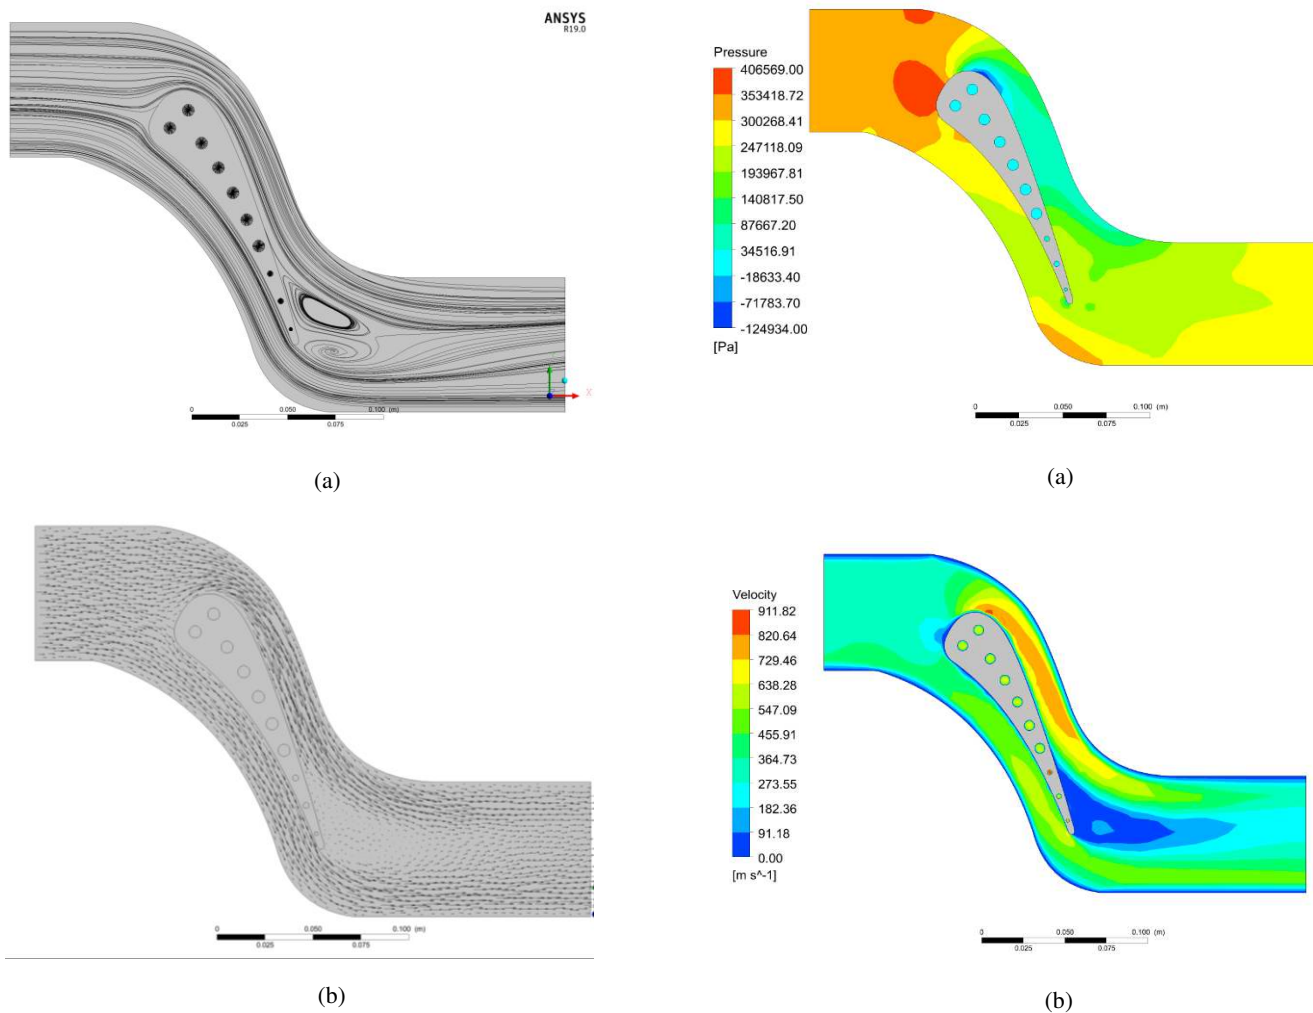 ANSYS
R19.0
X
0 0.050 0.100 (m)
0.025 0.075
(a)
Pressure
406569.00
353418.72
300268.41
247118.09
193967.81
140817.50
87667.20
34516.91
-18633.40
-71783.70
-124934.00
[Pa]
0 0.050 0.100 (m)
0.025 0.075
(a)
0 0.050 0.100 (m)
0.025 0.075
(b)
Velocity
911.82
820.64
729.46
638.28
547.09
455.91
364.73
273.55
182.36
91.18
0.00
[m s^-1]
0 0.050 0.100 (m)
0.025 0.075
(b)